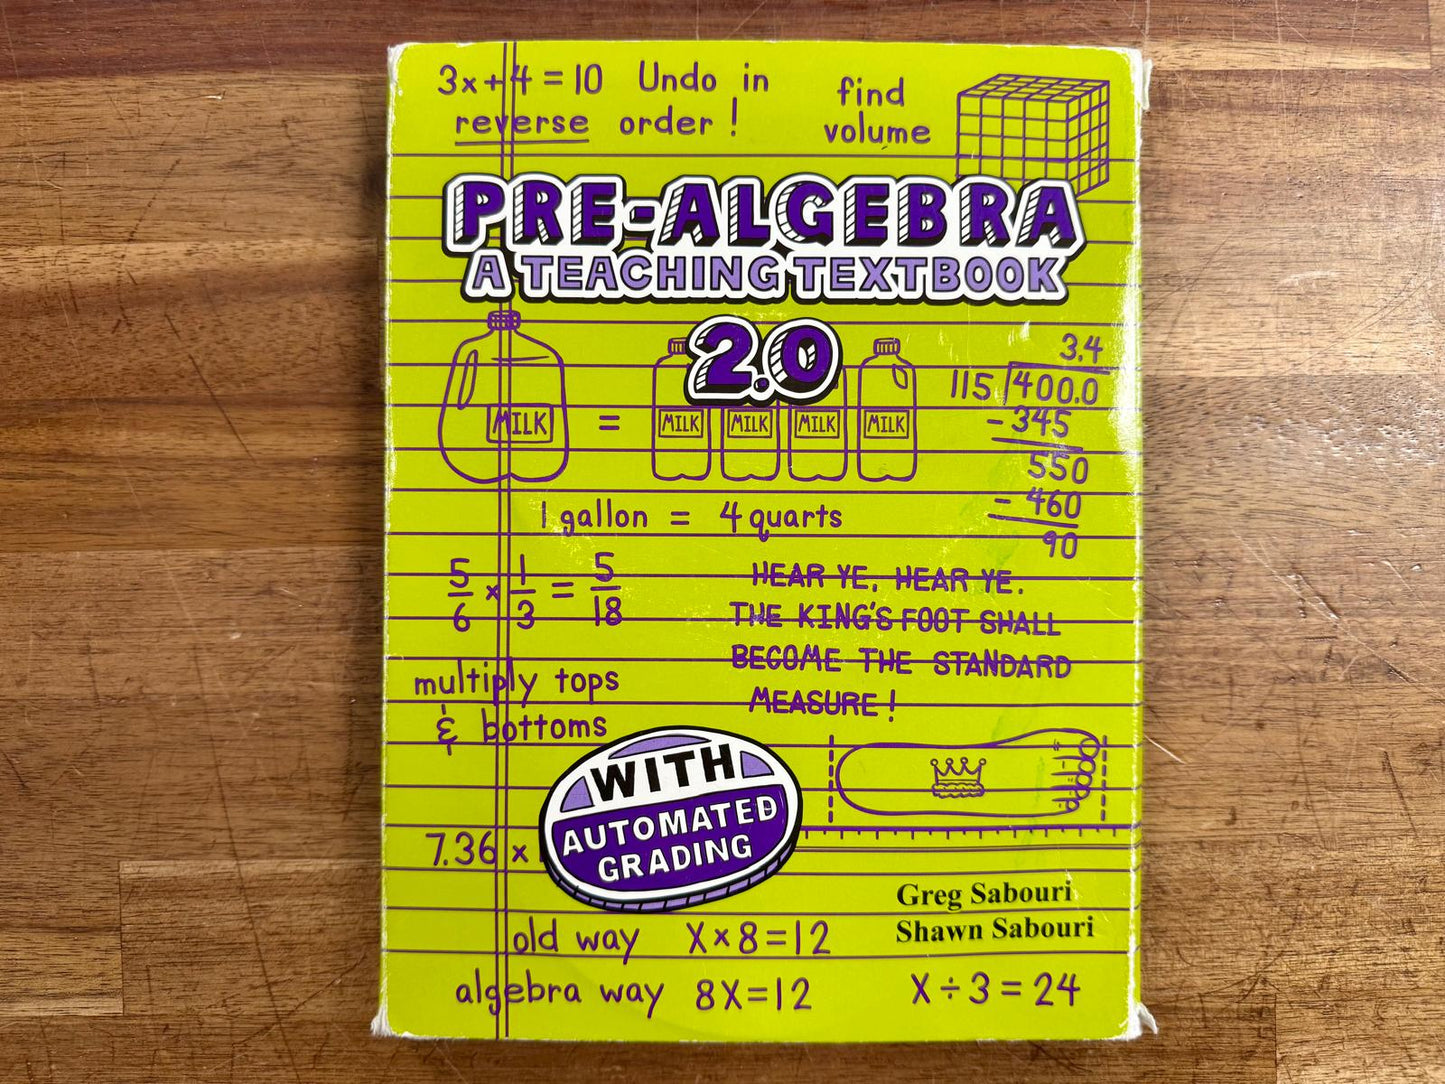 3x+4=10 Undo in
reverse order!
find
volume
PRE-ALGEBRA
A TEACHING TEXTBOOK
2.0
MILK = MILK MILK MILK MILK
1 gallon = 4 quarts
3.4
115 400.0
-345
550
- 460
90
5/6 × 1/3 = 5/18
multiply tops
& bottoms
HEAR YE, HEAR YE.
THE KING'S FOOT SHALL
BECOME THE STANDARD
MEASURE!
WITH
AUTOMATED
GRADING
7.36 ×
Greg Sabouri
Shawn Sabouri
old way X×8=12
algebra way 8X=12
X÷3=24